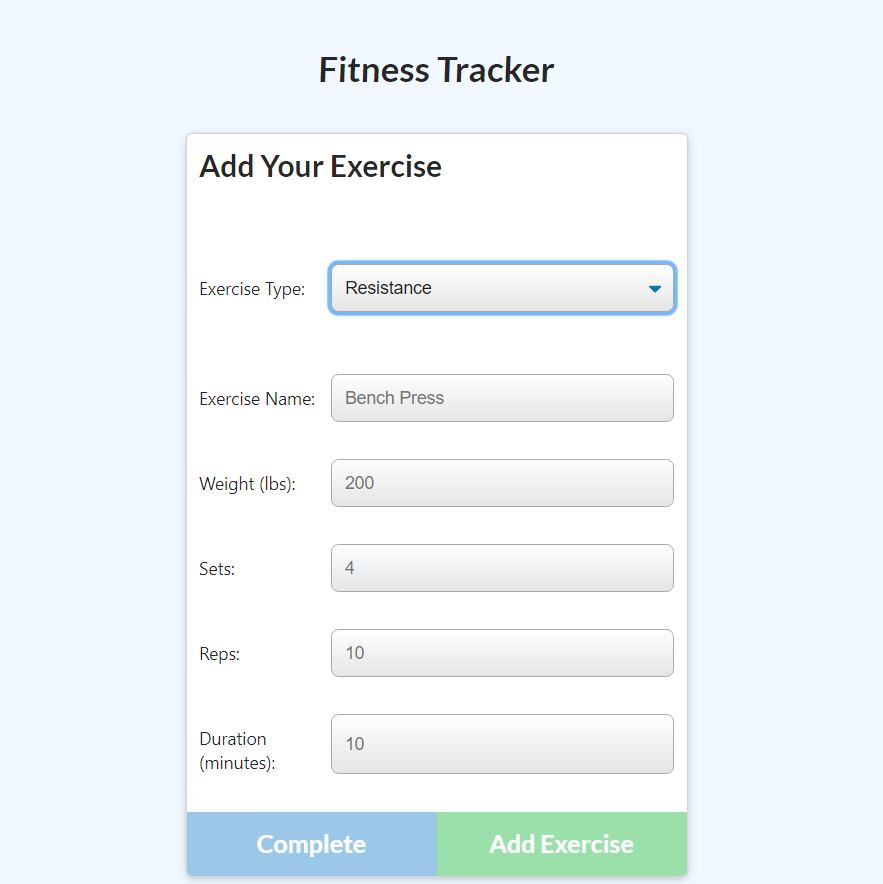 Fitness Tracker
Add Your Exercise
Exercise Type: Resistance
Exercise Name: Bench Press
Weight (lbs): 200
Sets: 4
Reps: 10
Duration
(minutes): 10
Complete Add Exercise